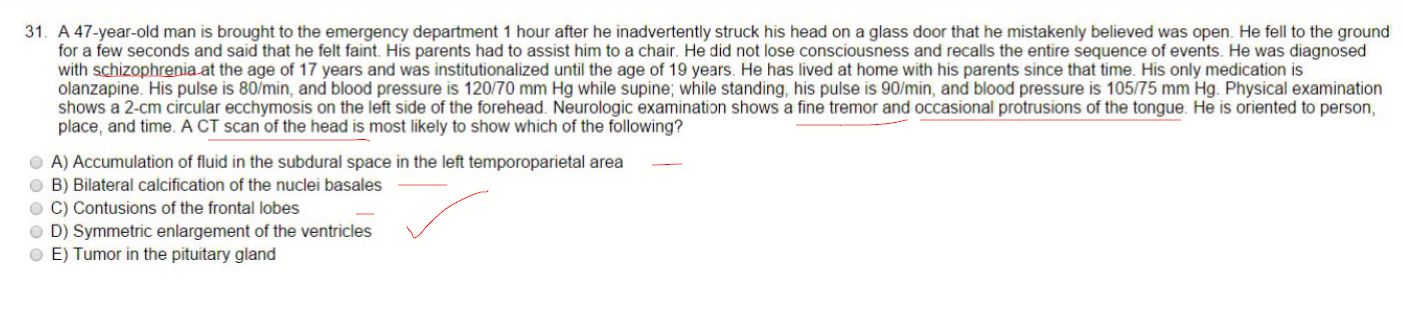 31. A 47-year-old man is brought to the emergency department 1 hour after he inadvertently struck his head on a glass door that he mistakenly believed was open. He fell to the ground
for a few seconds and said that he felt faint. His parents had to assist him to a chair. He did not lose consciousness and recalls the entire sequence of events. He was diagnosed
with schizophrenia at the age of 17 years and was institutionalized until the age of 19 years. He has lived at home with his parents since that time. His only medication is
olanzapine. His pulse is 80/min, and blood pressure is 120/70 mm Hg while supine; while standing, his pulse is 90/min, and blood pressure is 105/75 mm Hg. Physical examination
shows a 2-cm circular ecchymosis on the left side of the forehead. Neurologic examination shows a fine tremor and occasional protrusions of the tongue. He is oriented to person,
place, and time. A CT scan of the head is most likely to show which of the following?
A) Accumulation of fluid in the subdural space in the left temporoparietal area
B) Bilateral calcification of the nuclei basales
C) Contusions of the frontal lobes
D) Symmetric enlargement of the ventricles
E) Tumor in the pituitary gland